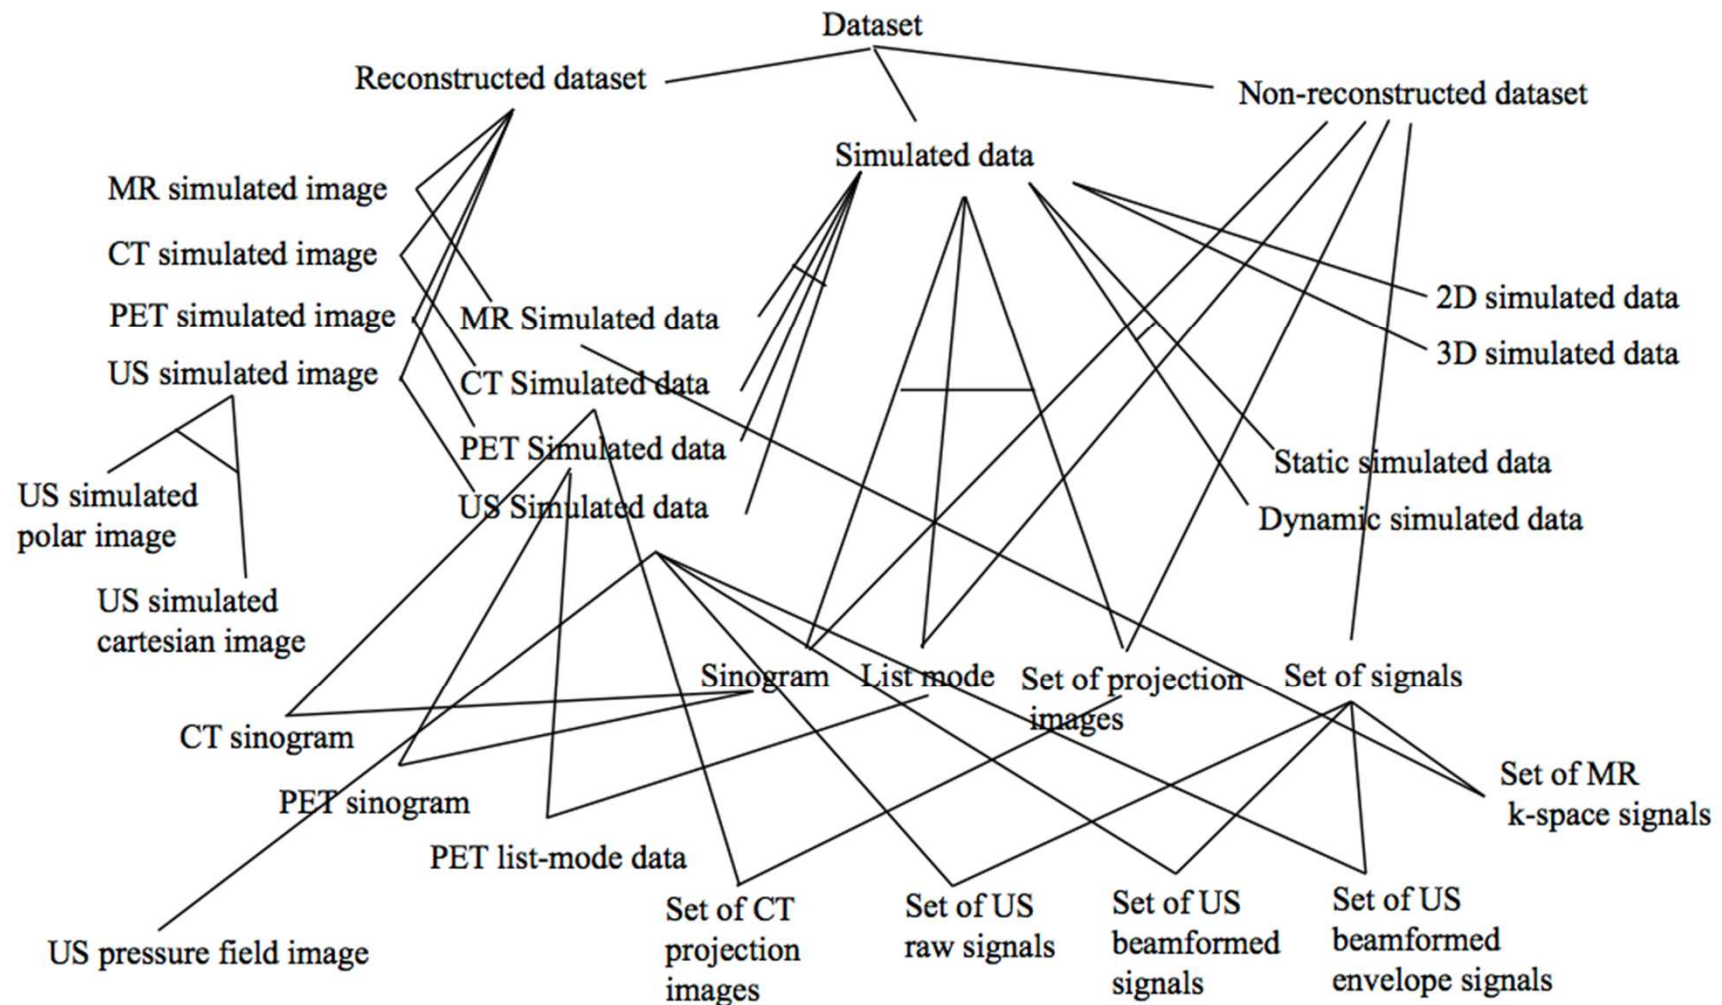 Dataset
Reconstructed dataset
Non-reconstructed dataset
Simulated data
MR simulated image
CT simulated image
PET simulated image
US simulated image
MR Simulated data
CT Simulated data
PET Simulated data
US Simulated data
2D simulated data
3D simulated data
Static simulated data
Dynamic simulated data
US simulated
polar image
US simulated
cartesian image
Sinogram
List mode
Set of projection
images
Set of signals
CT sinogram
PET sinogram
PET list-mode data
US pressure field image
Set of CT
projection
images
Set of US
raw signals
Set of US
beamformed
signals
Set of US
beamformed
envelope signals
Set of MR
k-space signals